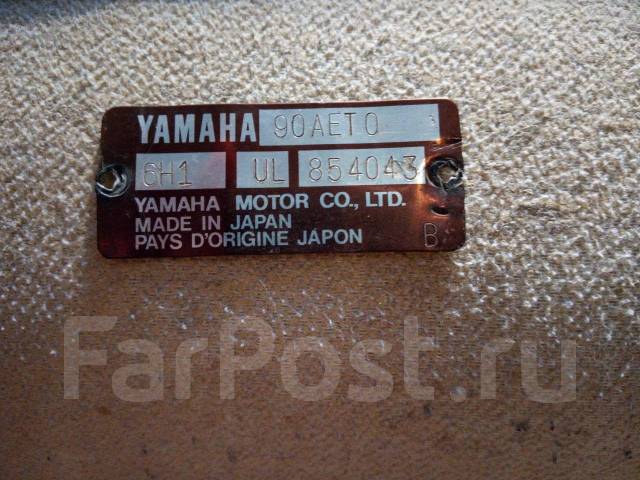 YAMAHA 90AETO
6H1 UL 854043
YAMAHA MOTOR CO., LTD.
MADE IN JAPAN
PAYS D'ORIGINE JAPON B
FarPost.ru